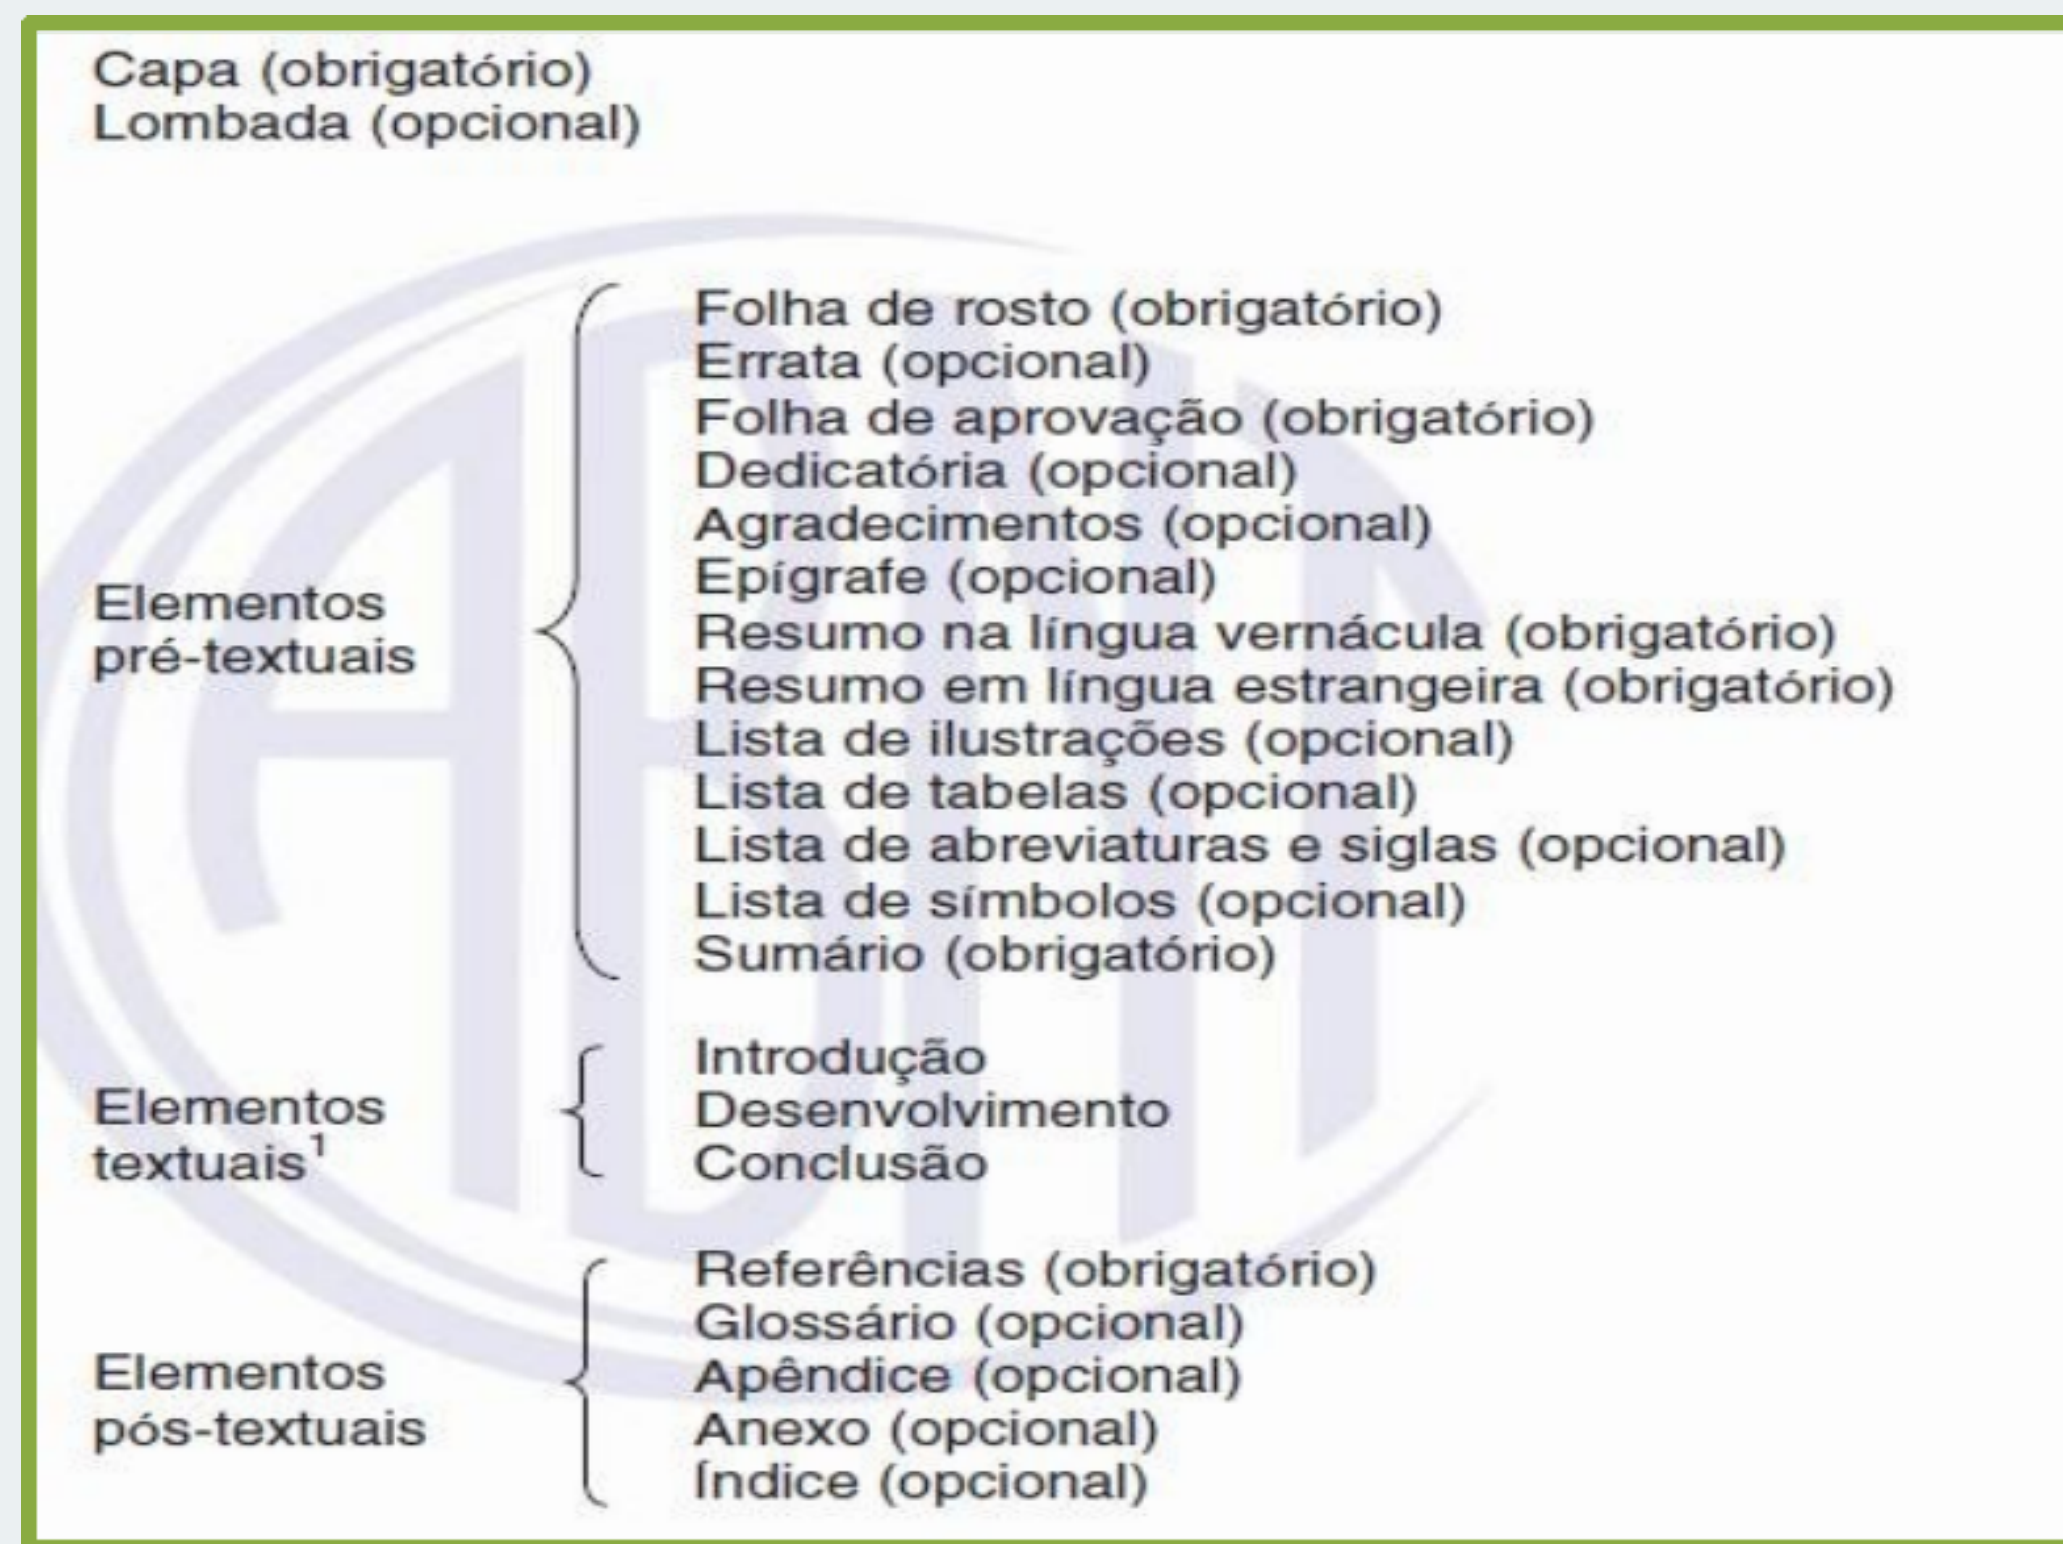 Capa (obrigatório)
Lombada (opcional)
Elementos
pré-textuais
Folha de rosto (obrigatório)
Errata (opcional)
Folha de aprovação (obrigatório)
Dedicatória (opcional)
Agradecimentos (opcional)
Epígrafe (opcional)
Resumo na língua vernácula (obrigatório)
Resumo em língua estrangeira (obrigatório)
Lista de ilustrações (opcional)
Lista de tabelas (opcional)
Lista de abreviaturas e siglas (opcional)
Lista de símbolos (opcional)
Sumário (obrigatório)
Elementos
textuais¹
Introdução
Desenvolvimento
Conclusão
Elementos
pós-textuais
Referências (obrigatório)
Glossário (opcional)
Apêndice (opcional)
Anexo (opcional)
Índice (opcional)
ABNT